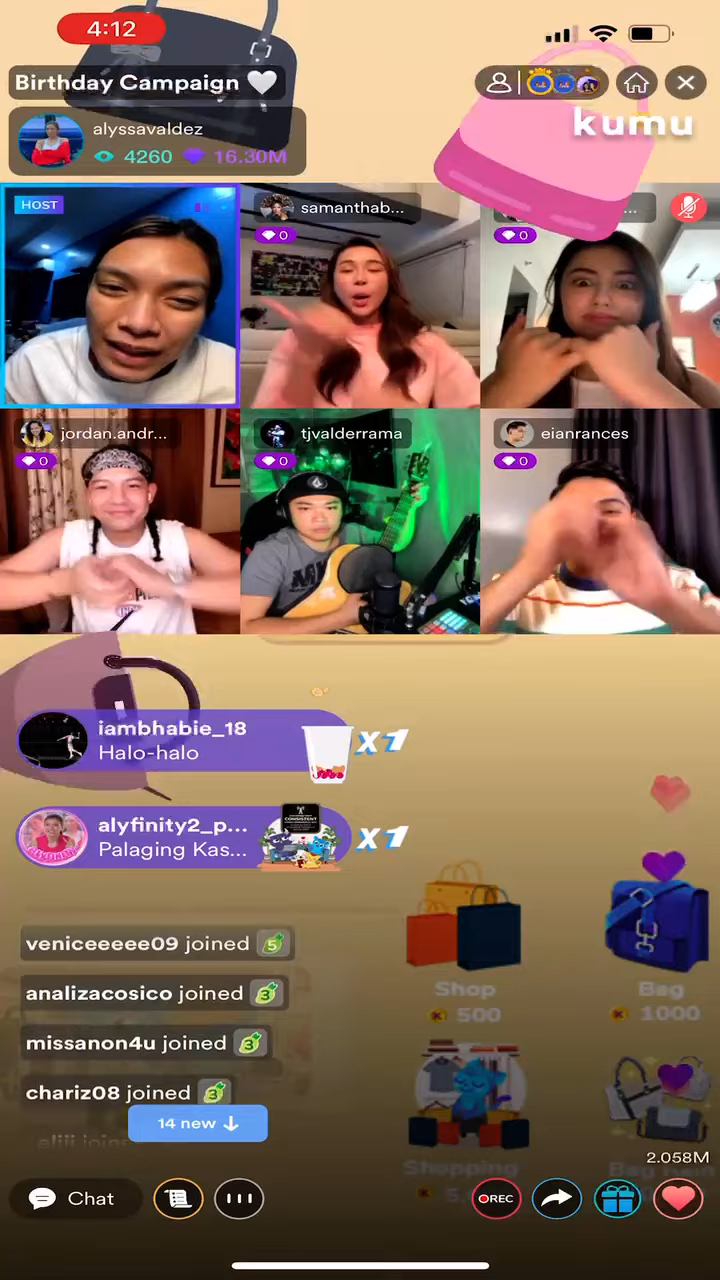 4:12
Birthday Campaign
kumu
alyssavaldez
4260 16.30M
HOST
samanthab...
0
...
0
jordan.andr...
0
tjvalderrama
0
eianrances
0
iambhabie_18
Halo-halo
X1
alyfinity2_p...
Palaging Kas...
CONSISTENT
X1
veniceeeee09 joined 5
analizacosico joined 3
missanon4u joined 3
chariz08 joined 3
14 new ↓
Shop
500
Bag
1000
Shopping
Bag
2.058M
Chat
REC